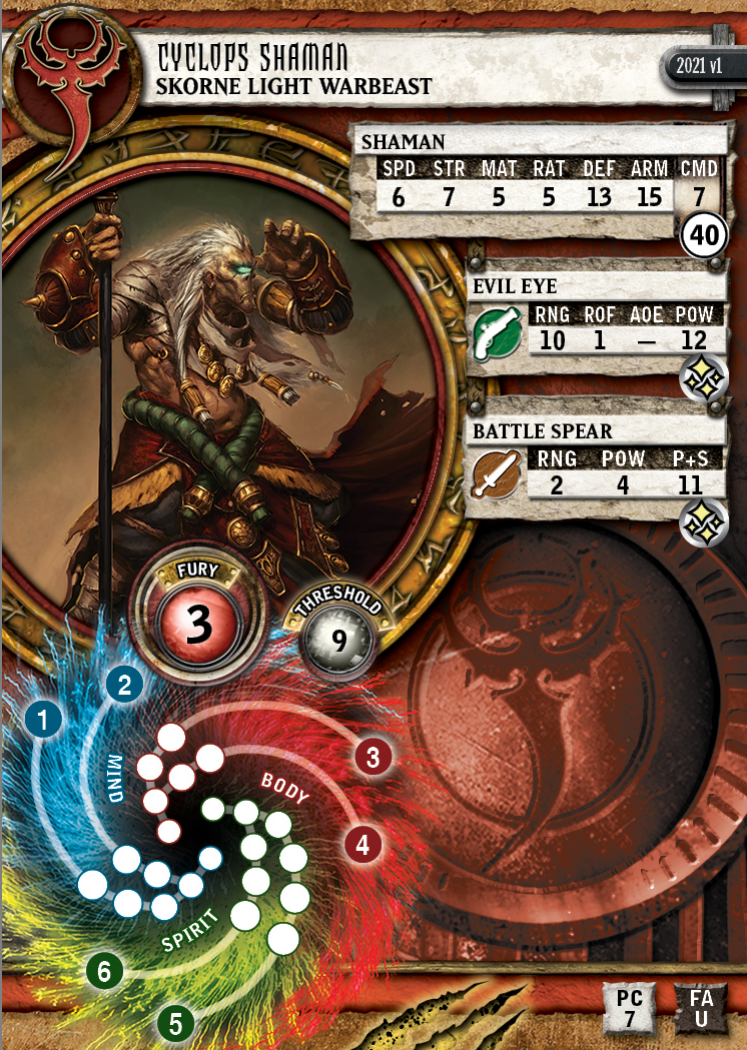 CYCLOPS SHAMAN
SKORNE LIGHT WARBEAST
2021 v1
SHAMAN
SPD STR MAT RAT DEF ARM CMD
6 7 5 5 13 15 7
40
EVIL EYE
RNG ROF AOE POW
10 1 — 12
BATTLE SPEAR
RNG POW P+S
2 4 11
FURY
3
THRESHOLD
9
1
2
3
4
MIND
BODY
SPIRIT
6
5
PC
7
FA
U